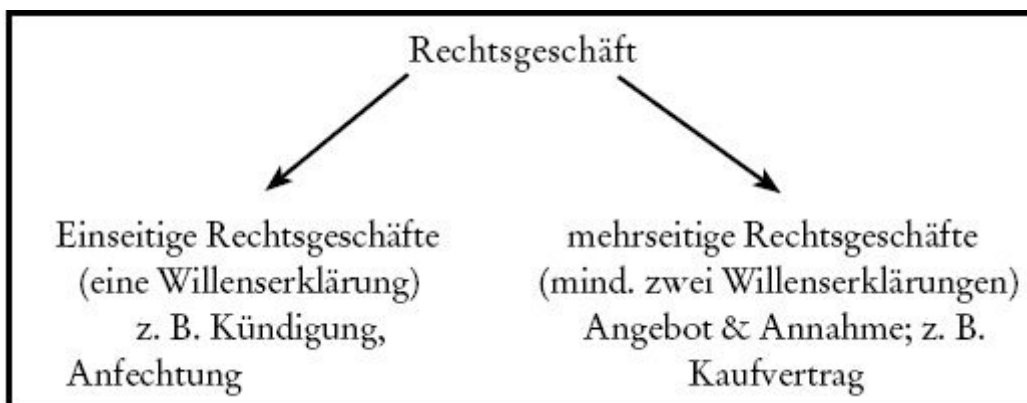 Rechtsgeschäft
Einseitige Rechtsgeschäfte
(eine Willenserklärung)
z. B. Kündigung,
Anfechtung
mehrseitige Rechtsgeschäfte
(mind. zwei Willenserklärungen)
Angebot & Annahme; z. B.
Kaufvertrag